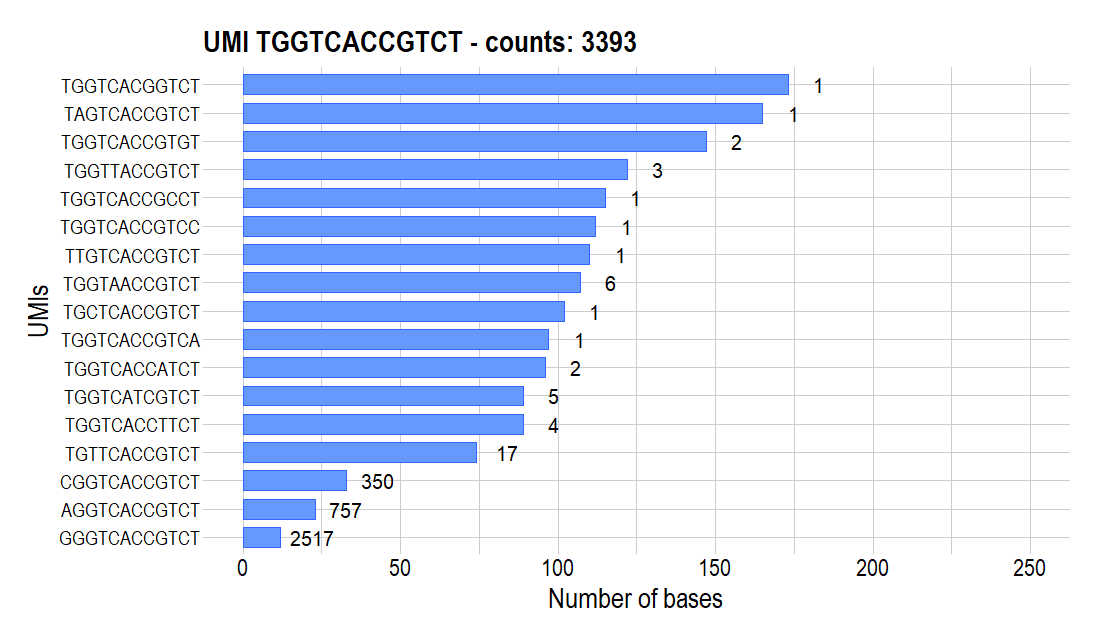 UMI TGGTCACCGTCT - counts: 3393
TGGTCACGGTCT 1
TAGTCACCGTCT 1
TGGTCACCGTGT 2
TGGTTACCGTCT 3
TGGTCACCGCCT 1
TGGTCACCGTCC 1
TTGTCACCGTCT 1
TGGTAACCGTCT 6
TGCTCACCGTCT 1
TGGTCACCGTCA 1
TGGTCACCATCT 2
TGGTCATCGTCT 5
TGGTCACCTTCT 4
TGTTCACCGTCT 17
CGGTCACCGTCT 350
AGGTCACCGTCT 757
GGGTCACCGTCT 2517
UMIs
0 50 100 150 200 250
Number of bases